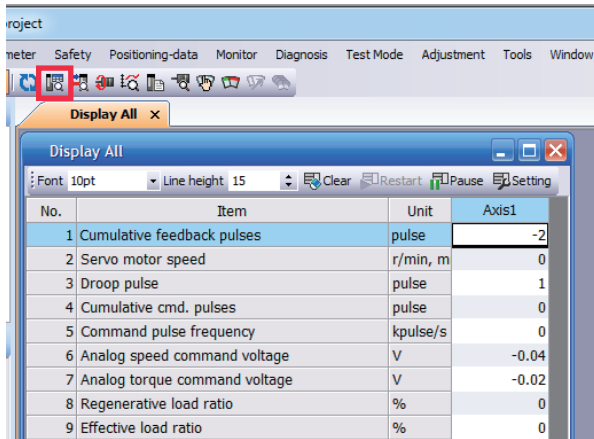 roject
meter Safety Positioning-data Monitor Diagnosis Test Mode Adjustment Tools Window
Display All ×
Display All
Font 10pt Line height 15 Clear Restart Pause Setting
No. Item Unit Axis1
1 Cumulative feedback pulses pulse -2
2 Servo motor speed r/min, m 0
3 Droop pulse pulse 1
4 Cumulative cmd. pulses pulse 0
5 Command pulse frequency kpulse/s 0
6 Analog speed command voltage V -0.04
7 Analog torque command voltage V -0.02
8 Regenerative load ratio % 0
9 Effective load ratio % 0